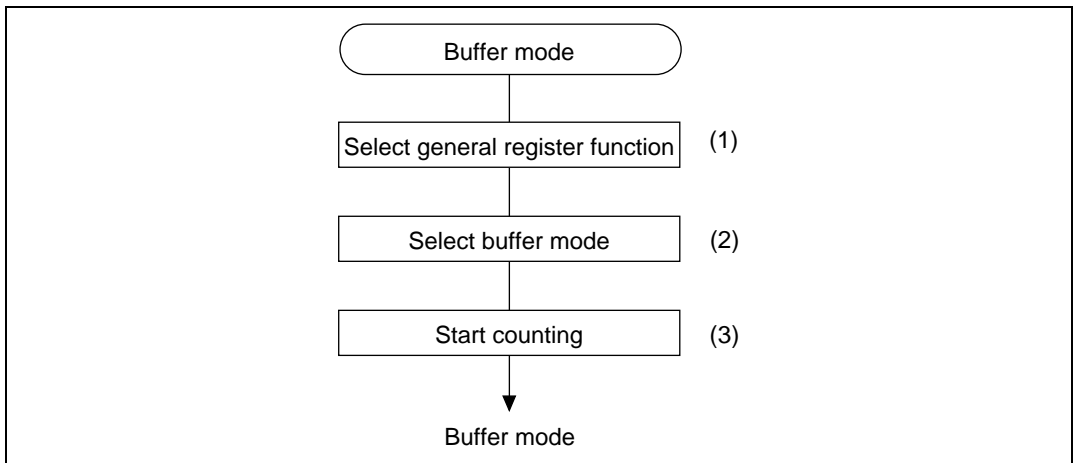 Buffer mode
Select general register function (1)
Select buffer mode (2)
Start counting (3)
Buffer mode